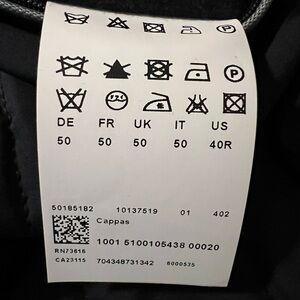 DE FR UK IT US
50 50 50 50 40R
50185182 10137519 01 402
Cappas
1001 5100105438 00020
RN73616
CA23115 704348731342 6000535